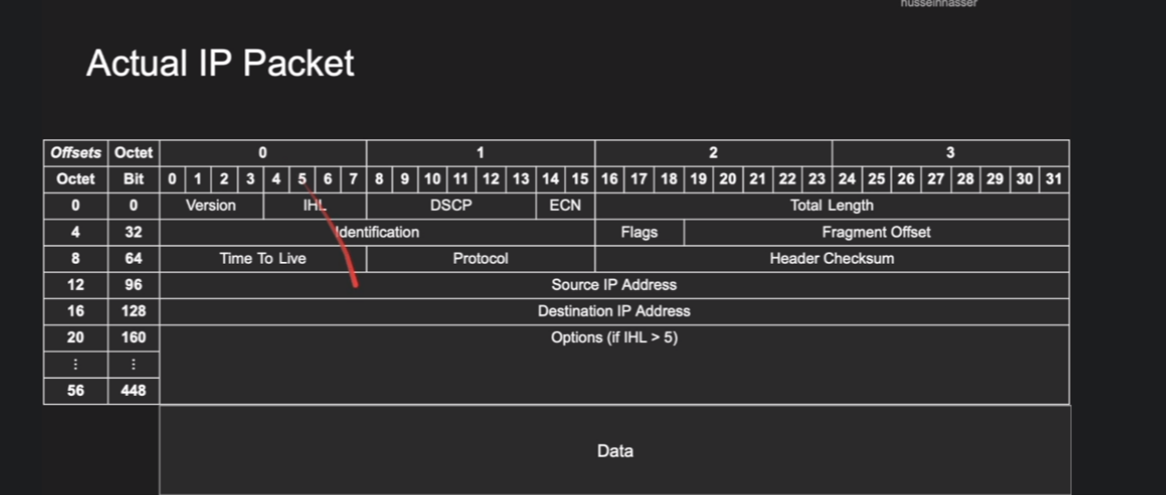 husseinnasser
Actual IP Packet
Offsets Octet 0 1 2 3
Octet Bit 0 1 2 3 4 5 6 7 8 9 10 11 12 13 14 15 16 17 18 19 20 21 22 23 24 25 26 27 28 29 30 31
0 0 Version IHL DSCP ECN Total Length
4 32 Identification Flags Fragment Offset
8 64 Time To Live Protocol Header Checksum
12 96 Source IP Address
16 128 Destination IP Address
20 160 Options (if IHL > 5)
⋮ ⋮
56 448
Data